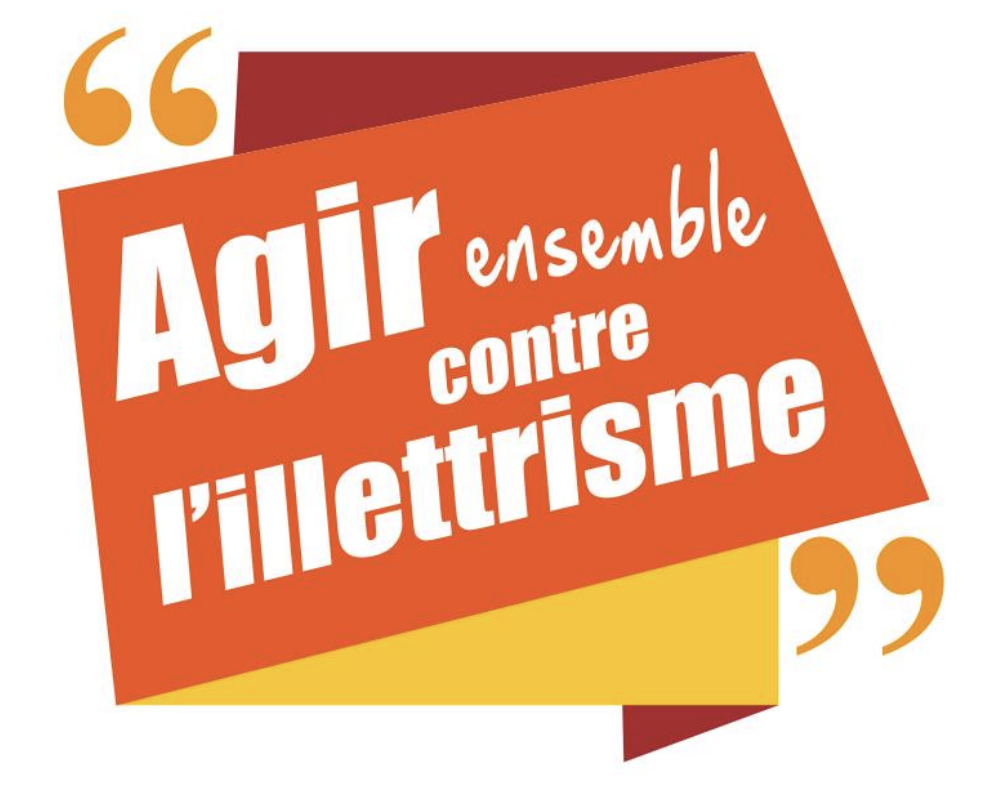 “
Agir ensemble
contre
l’illettrisme
”